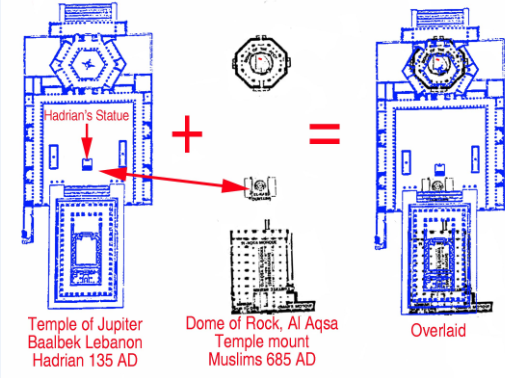 Hadrian's Statue
+
=
Temple of Jupiter
Baalbek Lebanon
Hadrian 135 AD
Dome of Rock, Al Aqsa
Temple mount
Muslims 685 AD
Overlaid